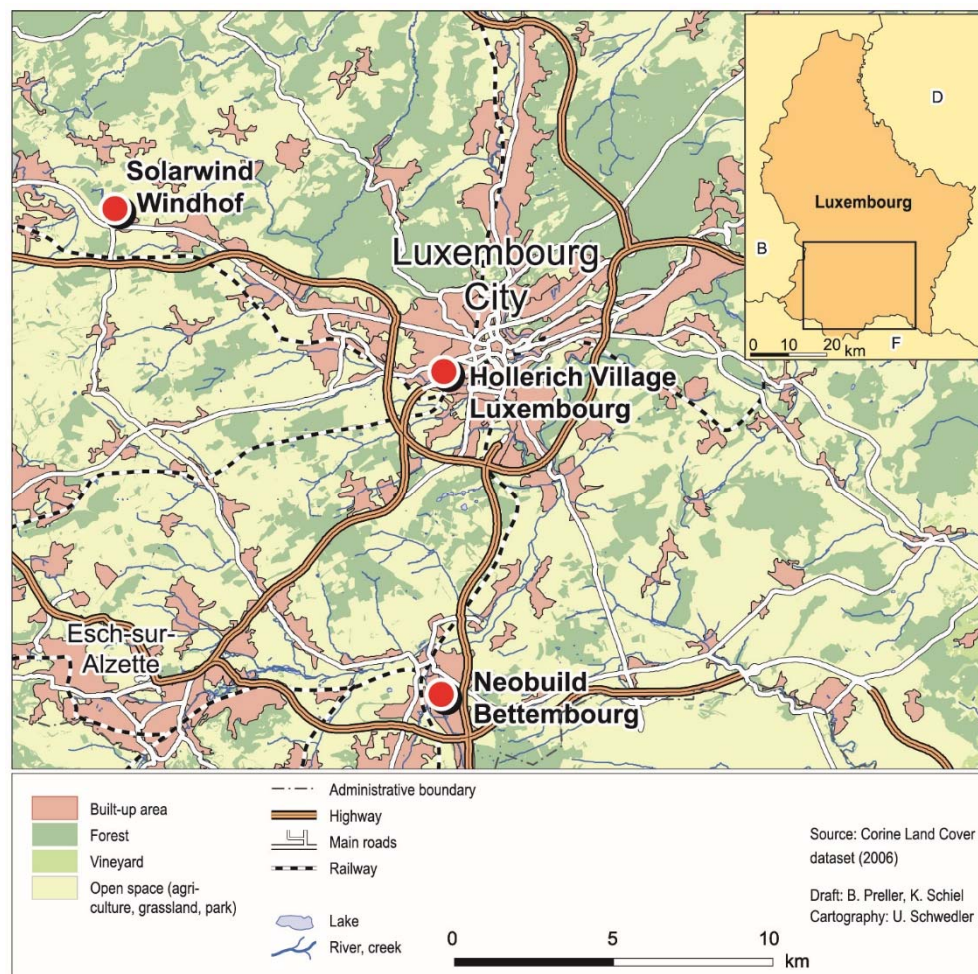 Solarwind
Windhof
Luxembourg
City
Hollerich Village
Luxembourg
Esch-sur-
Alzette
Neobuild
Bettembourg
D
Luxembourg
B
F
0 20
km
Built-up area
Forest
Vineyard
Open space (agri-
culture, grassland, park)
Administrative boundary
Highway
Main roads
Railway
Lake
River, creek
Source: Corine Land Cover
dataset (2006)
Draft: B. Preller, K. Schiel
Cartography: U. Schwedler
0 5 10
km